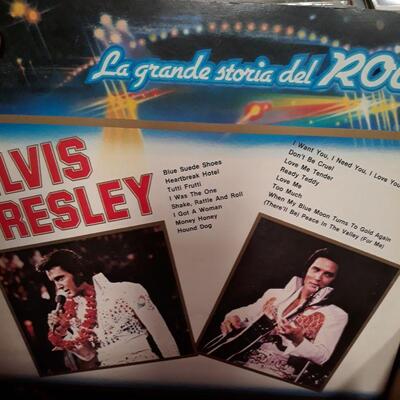 La grande storia del ROC
LVIS
RESLEY
Blue Suede Shoes
Heartbreak Hotel
Tutti Frutti
I Was The One
Shake, Rattle And Roll
I Got A Woman
Money Honey
Hound Dog
I Want You, I Need You, I Love You
Don't Be Cruel
Love Me Tender
Ready Teddy
Love Me
Too Much
When My Blue Moon Turns To Gold Again
(There'll Be) Peace In The Valley (For Me)